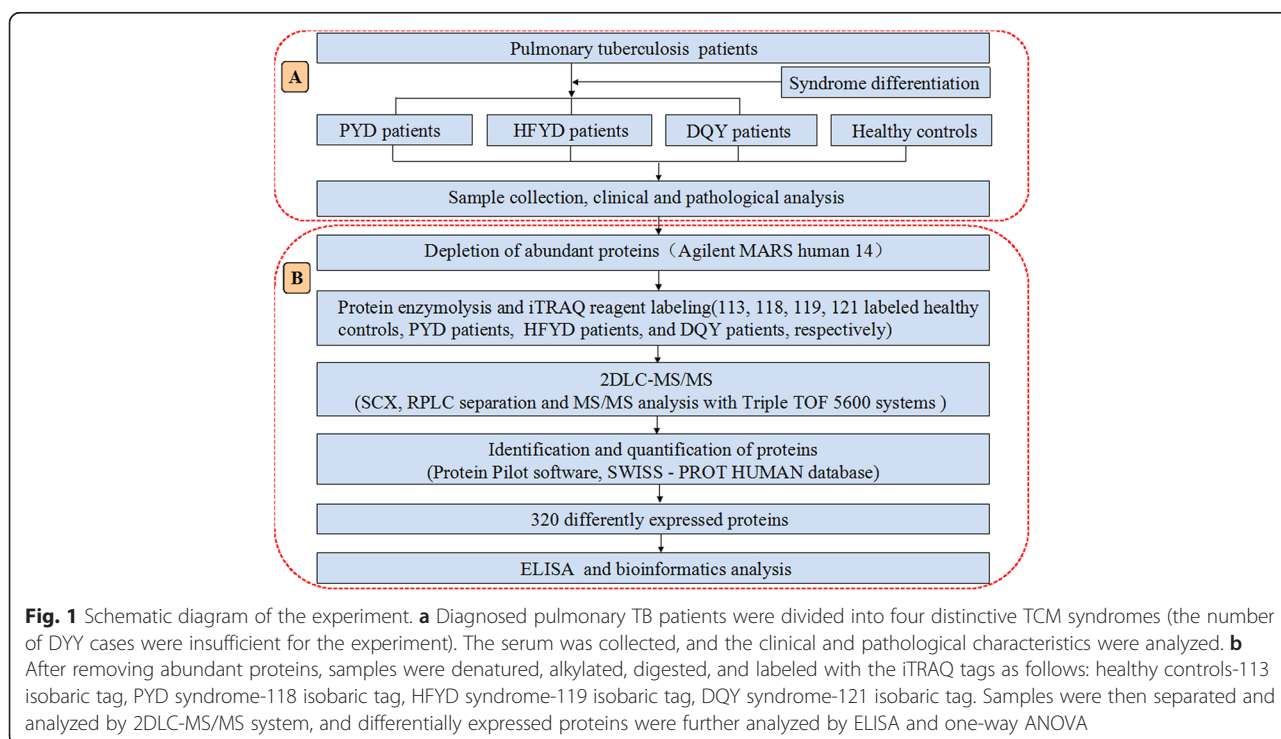 Pulmonary tuberculosis patients
A
Syndrome differentiation
PYD patients
HFYD patients
DQY patients
Healthy controls
Sample collection, clinical and pathological analysis
Depletion of abundant proteins（Agilent MARS human 14）
B
Protein enzymolysis and iTRAQ reagent labeling(113, 118, 119, 121 labeled healthy
controls, PYD patients, HFYD patients, and DQY patients, respectively)
2DLC-MS/MS
(SCX, RPLC separation and MS/MS analysis with Triple TOF 5600 systems )
Identification and quantification of proteins
(Protein Pilot software, SWISS - PROT HUMAN database)
320 differently expressed proteins
ELISA and bioinformatics analysis
Fig. 1 Schematic diagram of the experiment. a Diagnosed pulmonary TB patients were divided into four distinctive TCM syndromes (the number
of DYY cases were insufficient for the experiment). The serum was collected, and the clinical and pathological characteristics were analyzed. b
After removing abundant proteins, samples were denatured, alkylated, digested, and labeled with the iTRAQ tags as follows: healthy controls-113
isobaric tag, PYD syndrome-118 isobaric tag, HFYD syndrome-119 isobaric tag, DQY syndrome-121 isobaric tag. Samples were then separated and
analyzed by 2DLC-MS/MS system, and differentially expressed proteins were further analyzed by ELISA and one-way ANOVA